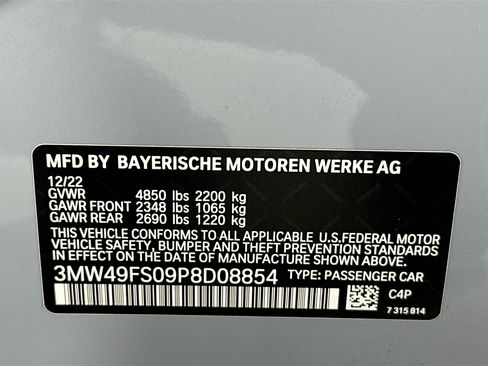 MFD BY BAYERISCHE MOTOREN WERKE AG
12/22
GVWR 4850 lbs 2200 kg
GAWR FRONT 2348 lbs 1065 kg
GAWR REAR 2690 lbs 1220 kg
THIS VEHICLE CONFORMS TO ALL APPLICABLE U.S.FEDERAL MOTOR
VEHICLE SAFETY, BUMPER, AND THEFT PREVENTION STANDARDS
IN EFFECT ON THE DATE OF MANUFACTURE SHOWN ABOVE.
3MW49FS09P8D08854 TYPE: PASSENGER CAR
C4P
7 315 814